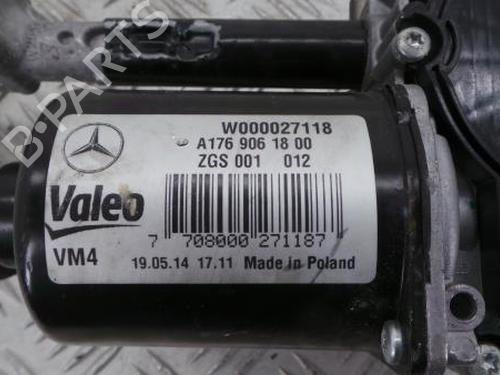 W000027118
A176 906 18 00
ZGS 001 012
Valeo
7 708000 271187
VM4
19.05.14 17.11 Made in Poland
B-PARTS